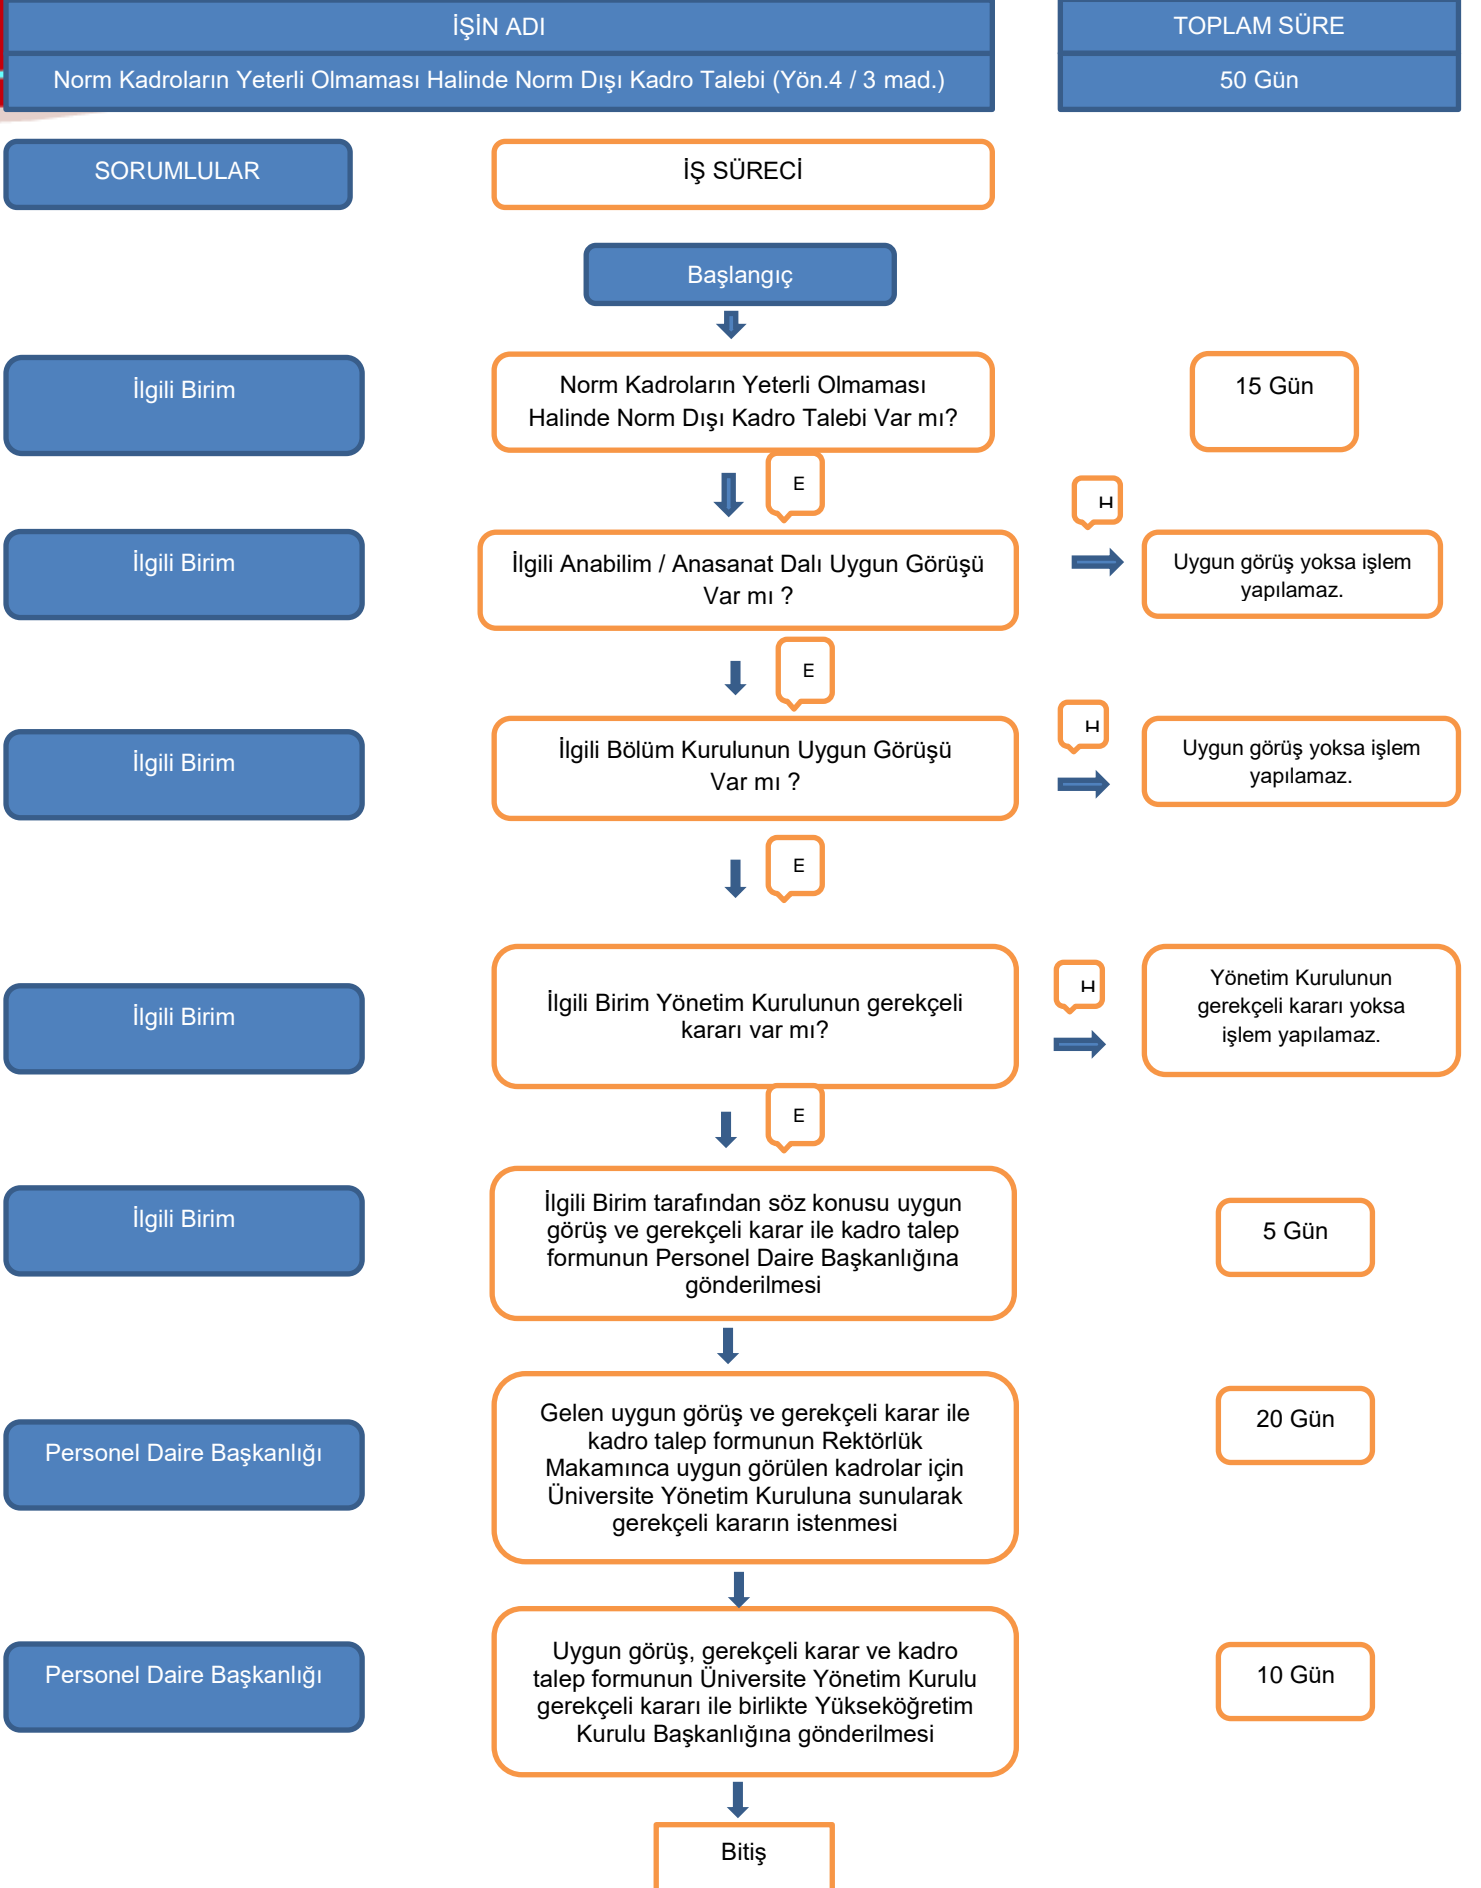 İŞİN ADI
TOPLAM SÜRE
Norm Kadroların Yeterli Olmaması Halinde Norm Dışı Kadro Talebi (Yön.4 / 3 mad.)
50 Gün
SORUMLULAR
İŞ SÜRECİ
Başlangıç
İlgili Birim
Norm Kadroların Yeterli Olmaması
Halinde Norm Dışı Kadro Talebi Var mı?
15 Gün
E
H
İlgili Birim
İlgili Anabilim / Anasanat Dalı Uygun Görüşü
Var mı ?
Uygun görüş yoksa işlem
yapılamaz.
E
H
İlgili Birim
İlgili Bölüm Kurulunun Uygun Görüşü
Var mı ?
Uygun görüş yoksa işlem
yapılamaz.
E
İlgili Birim
İlgili Birim Yönetim Kurulunun gerekçeli
kararı var mı?
H
Yönetim Kurulunun
gerekçeli kararı yoksa
işlem yapılamaz.
E
İlgili Birim
İlgili Birim tarafından söz konusu uygun
görüş ve gerekçeli karar ile kadro talep
formunun Personel Daire Başkanlığına
gönderilmesi
5 Gün
Personel Daire Başkanlığı
Gelen uygun görüş ve gerekçeli karar ile
kadro talep formunun Rektörlük
Makamınca uygun görülen kadrolar için
Üniversite Yönetim Kuruluna sunularak
gerekçeli kararın istenmesi
20 Gün
Personel Daire Başkanlığı
Uygun görüş, gerekçeli karar ve kadro
talep formunun Üniversite Yönetim Kurulu
gerekçeli kararı ile birlikte Yükseköğretim
Kurulu Başkanlığına gönderilmesi
10 Gün
Bitiş